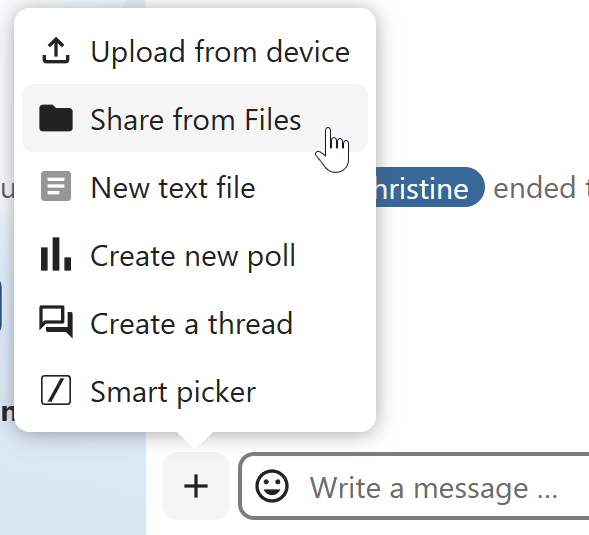 Upload from device
Share from Files
New text file
hristine ended
Create new poll
Create a thread
Smart picker
Write a message ...